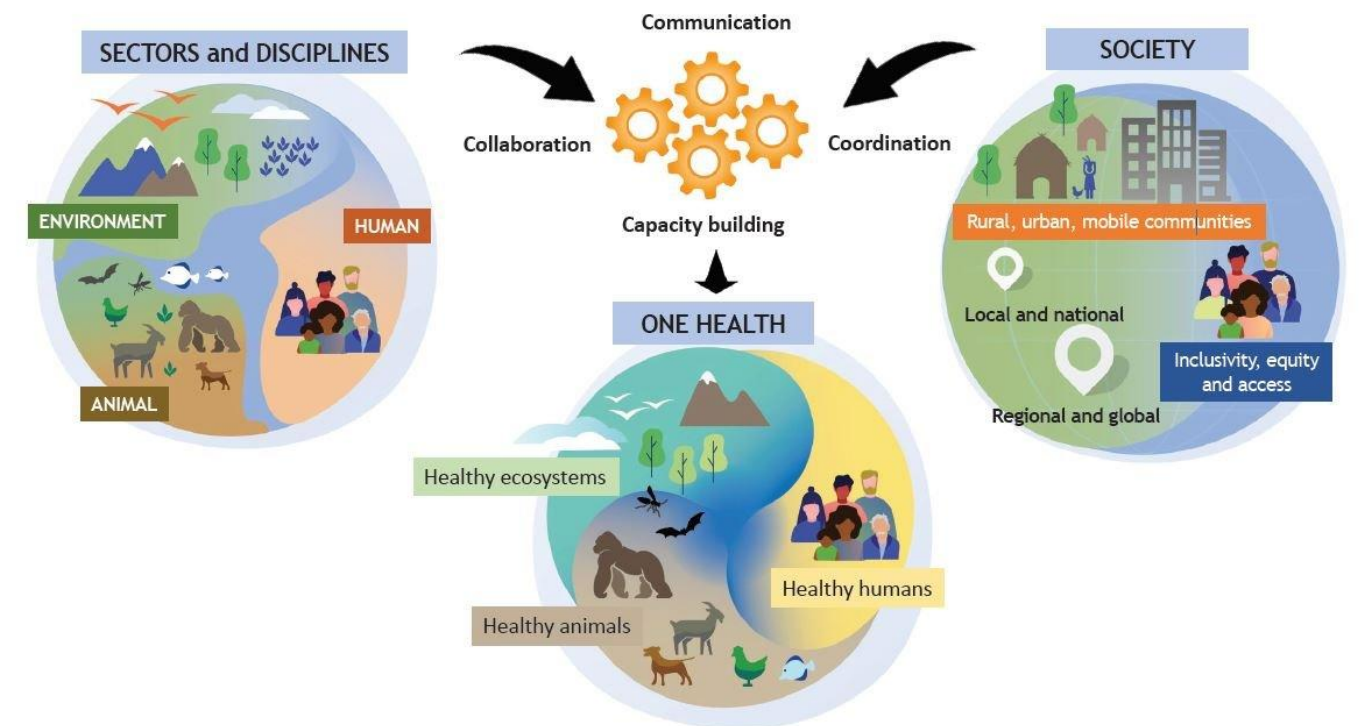 Communication
SECTORS and DISCIPLINES
SOCIETY
Collaboration
Coordination
ENVIRONMENT
HUMAN
Capacity building
Rural, urban, mobile communities
Local and national
ONE HEALTH
Inclusivity, equity
and access
ANIMAL
Regional and global
Healthy ecosystems
Healthy humans
Healthy animals